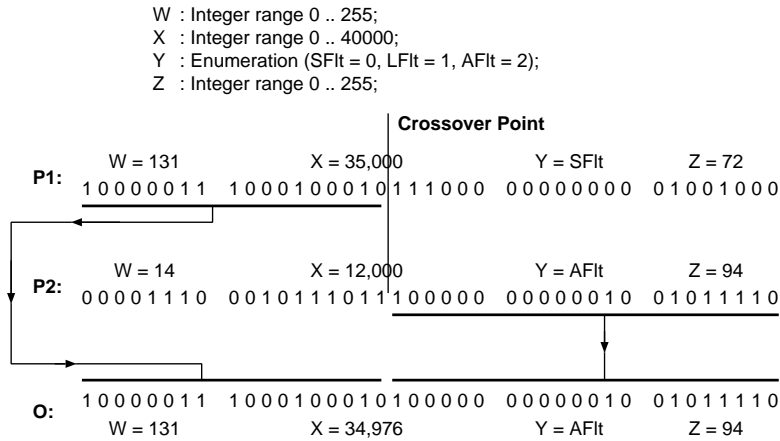 W : Integer range 0 .. 255;
X : Integer range 0 .. 40000;
Y : Enumeration (SFlt = 0, LFlt = 1, AFlt = 2);
Z : Integer range 0 .. 255;
Crossover Point
W = 131 X = 35,000 Y = SFlt Z = 72
P1:
1 0 0 0 0 0 1 1 1 0 0 0 1 0 0 0 1 0 1 1 1 0 0 0 0 0 0 0 0 0 0 0 0 1 0 0 1 0 0 0
W = 14 X = 12,000 Y = AFlt Z = 94
P2:
0 0 0 0 1 1 1 0 0 0 1 0 1 1 1 0 1 1 1 0 0 0 0 0 0 0 0 0 0 0 1 0 0 1 0 1 1 1 1 0
1 0 0 0 0 0 1 1 1 0 0 0 1 0 0 0 1 0 1 0 0 0 0 0 0 0 0 0 0 0 1 0 0 1 0 1 1 1 1 0
O:
W = 131 X = 34,976 Y = AFlt Z = 94